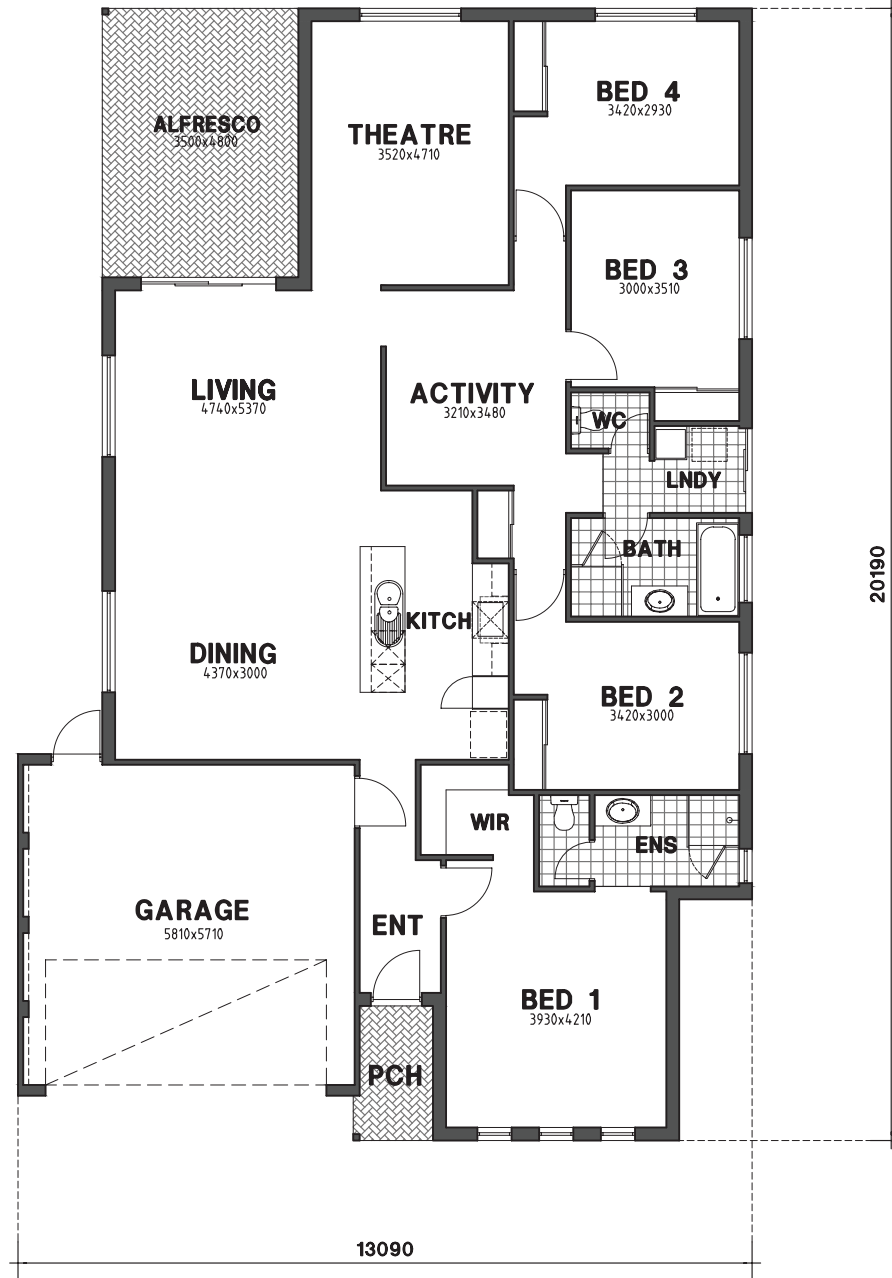 BED 4
3420x2930
ALFRESCO
3500x4800
THEATRE
3520x4710
BED 3
3000x3510
LIVING
4740x5370
ACTIVITY
3210x3480
WC
LNDY
BATH
20190
KITCH
DINING
4370x3000
BED 2
3420x3000
WIR
ENS
GARAGE
5810x5710
ENT
BED 1
3930x4210
PCH
13090